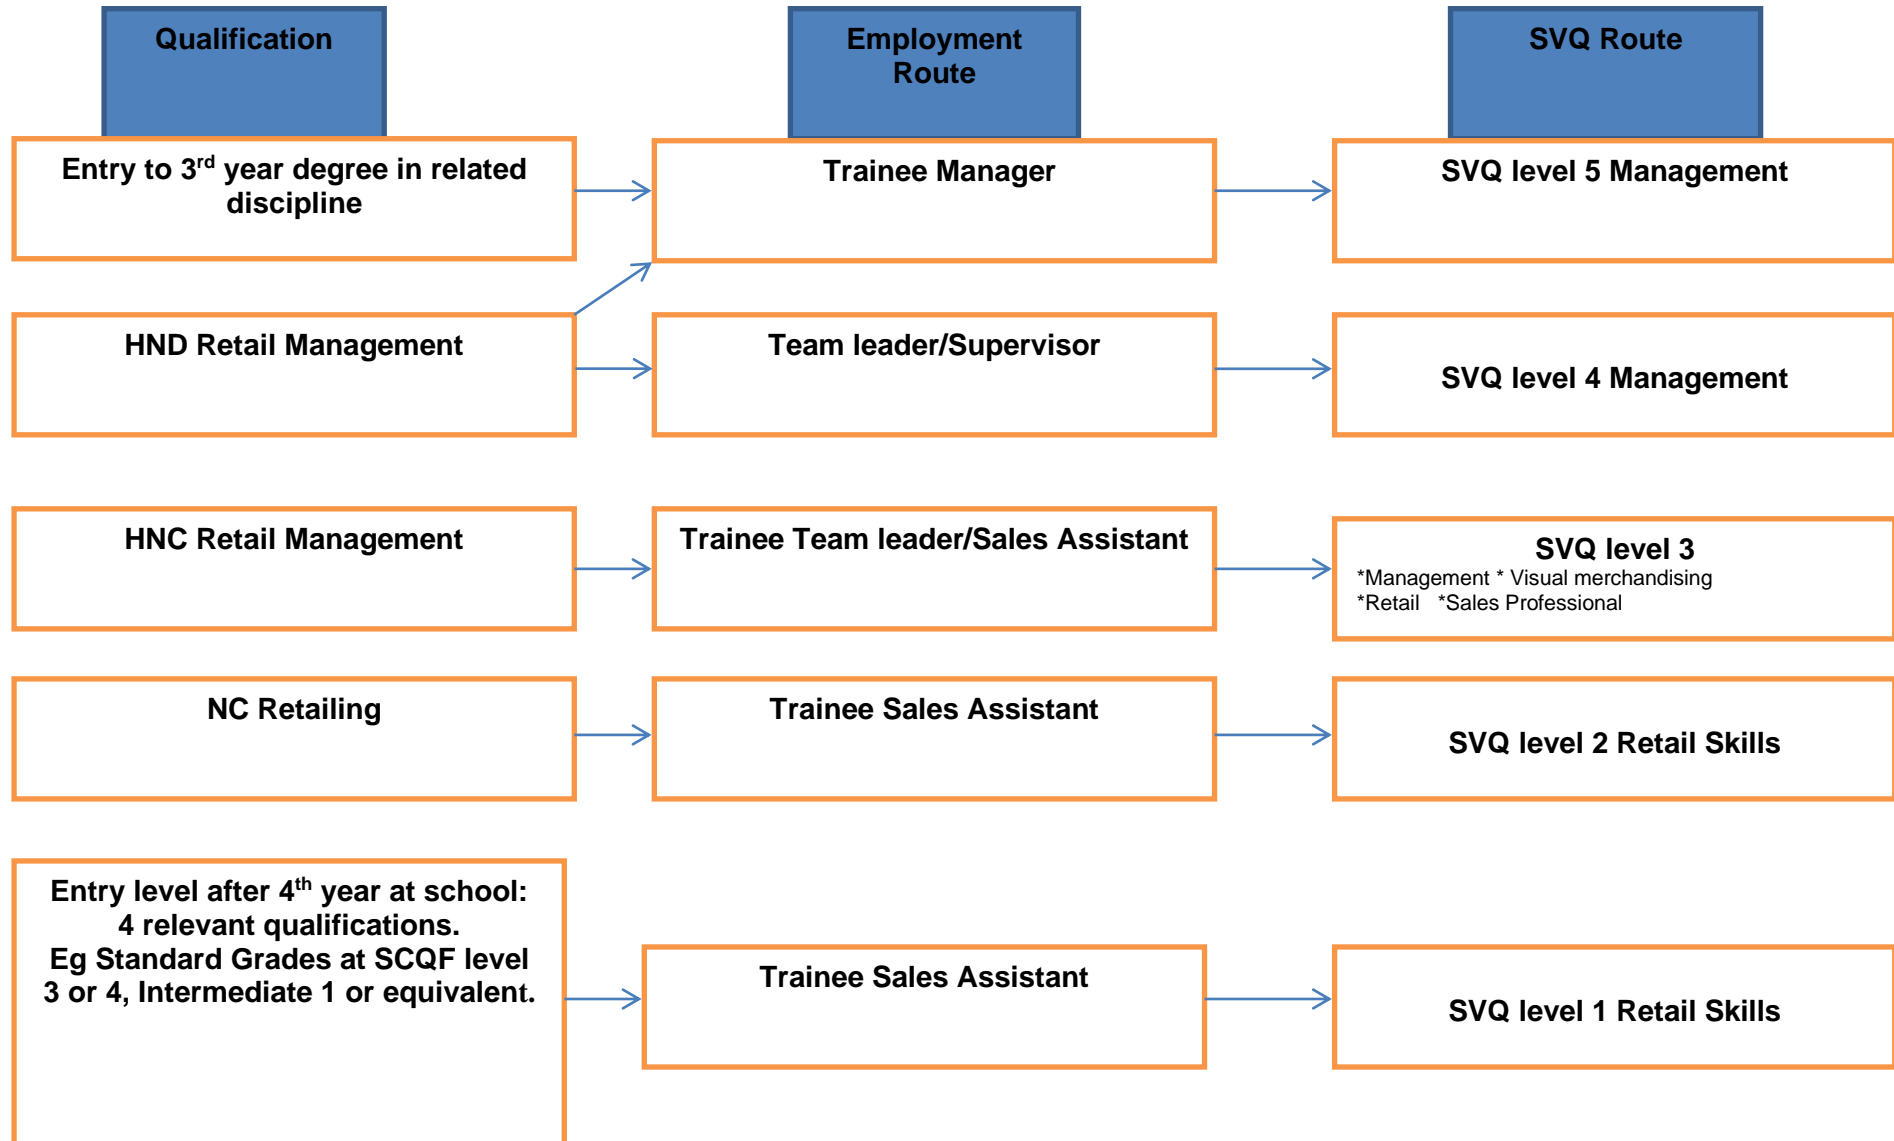 Qualification
Employment
Route
SVQ Route
Entry to 3rd year degree in related
discipline
Trainee Manager
SVQ level 5 Management
HND Retail Management
Team leader/Supervisor
SVQ level 4 Management
HNC Retail Management
Trainee Team leader/Sales Assistant
SVQ level 3
*Management * Visual merchandising
*Retail *Sales Professional
NC Retailing
Trainee Sales Assistant
SVQ level 2 Retail Skills
Entry level after 4th year at school:
4 relevant qualifications.
Eg Standard Grades at SCQF level
3 or 4, Intermediate 1 or equivalent.
Trainee Sales Assistant
SVQ level 1 Retail Skills